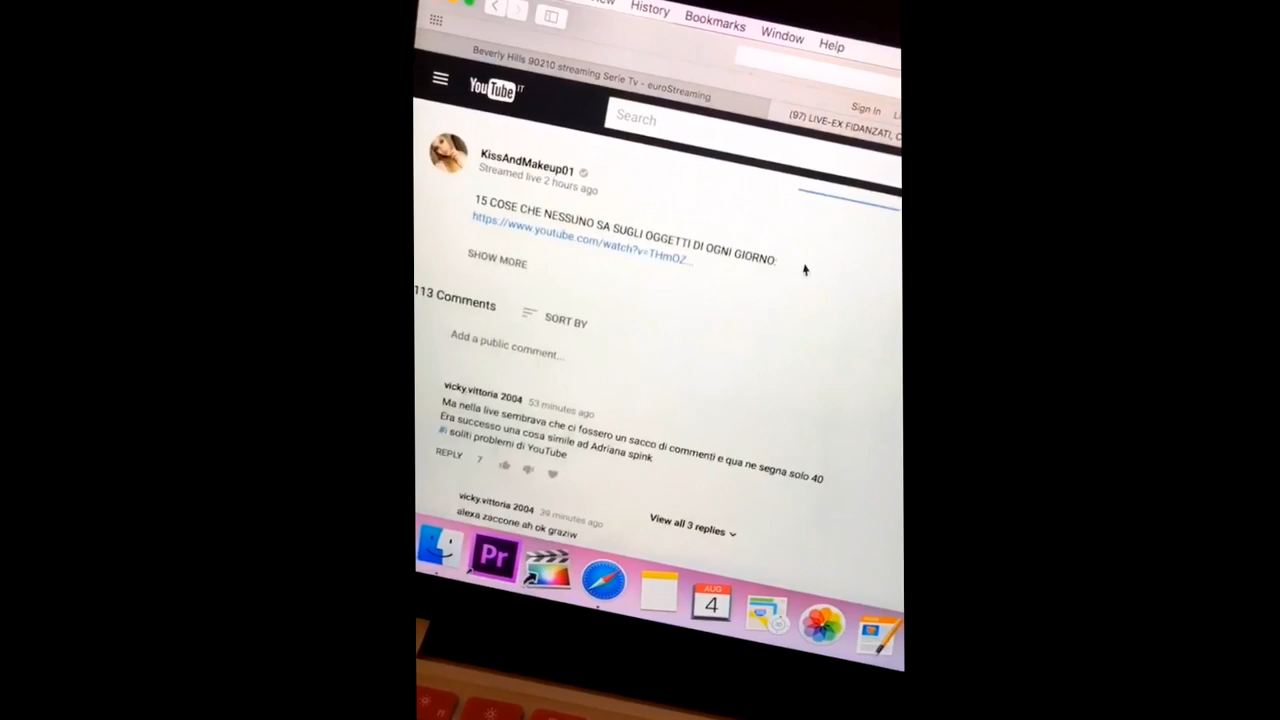 History Bookmarks Window Help
Beverly Hills 90210 streaming Serie Tv - euroStreaming
Sign In
(97) LIVE-EX FIDANZATI,
YouTube IT
Search
KissAndMakeup01
Streamed live 2 hours ago
15 COSE CHE NESSUNO SA SUGLI OGGETTI DI OGNI GIORNO:
https://www.youtube.com/watch?v=THmOZ...
SHOW MORE
113 Comments
SORT BY
Add a public comment...
vicky.vittoria 2004 53 minutes ago
Ma nella live sembrava che ci fossero un sacco di commenti e qua ne segna solo 40
Era successo una cosa simile ad Adriana spink
#i soliti problemi di YouTube
REPLY 7
vicky.vittoria 2004 39 minutes ago
alexa zaccone ah ok graziw
View all 3 replies
Pr
AUG
4